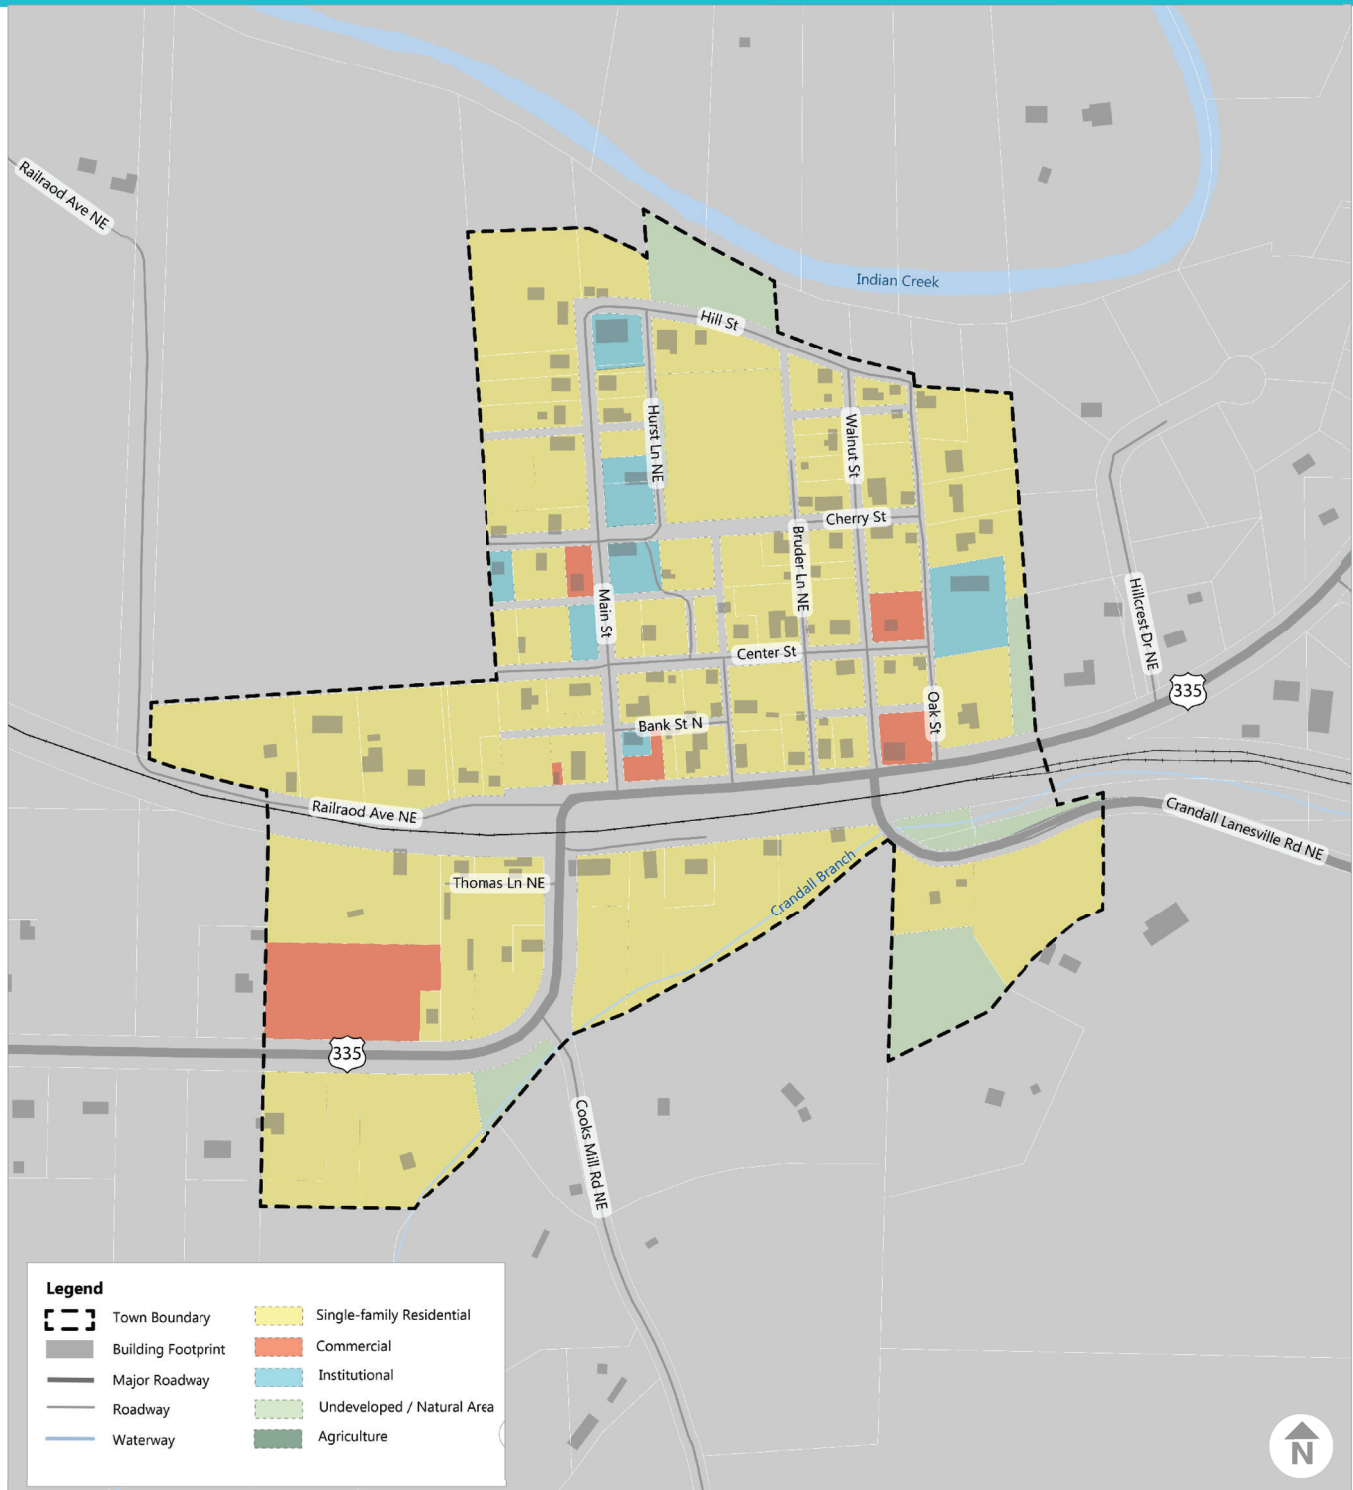 Railraod Ave NE
Indian Creek
Hill St
Hurst Ln NE
Walnut St
Cherry St
Bruder Ln NE
Main St
Hillcrest Dr NE
Center St
335
Oak St
Bank St N
Railraod Ave NE
Crandall Lanesville Rd NE
Crandall Branch
Thomas Ln NE
335
Cooks Mill Rd NE
Legend
Town Boundary
Building Footprint
Major Roadway
Roadway
Waterway
Single-family Residential
Commercial
Institutional
Undeveloped / Natural Area
Agriculture
N